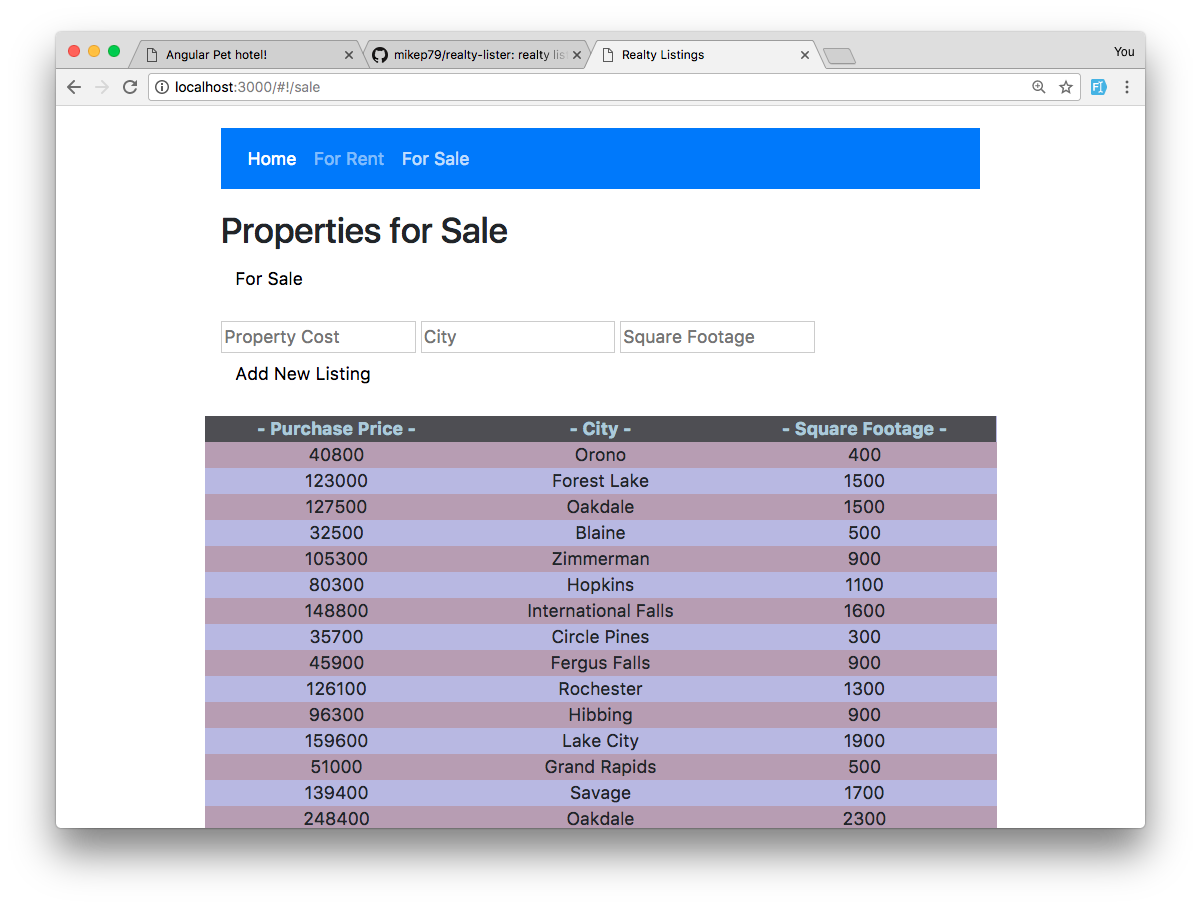 Angular Pet hotel! mikep79/realty-lister: realty lis Realty Listings You
localhost:3000/#!/sale
Home For Rent For Sale
Properties for Sale
For Sale
Property Cost City Square Footage
Add New Listing
- Purchase Price - - City - - Square Footage -
40800 Orono 400
123000 Forest Lake 1500
127500 Oakdale 1500
32500 Blaine 500
105300 Zimmerman 900
80300 Hopkins 1100
148800 International Falls 1600
35700 Circle Pines 300
45900 Fergus Falls 900
126100 Rochester 1300
96300 Hibbing 900
159600 Lake City 1900
51000 Grand Rapids 500
139400 Savage 1700
248400 Oakdale 2300